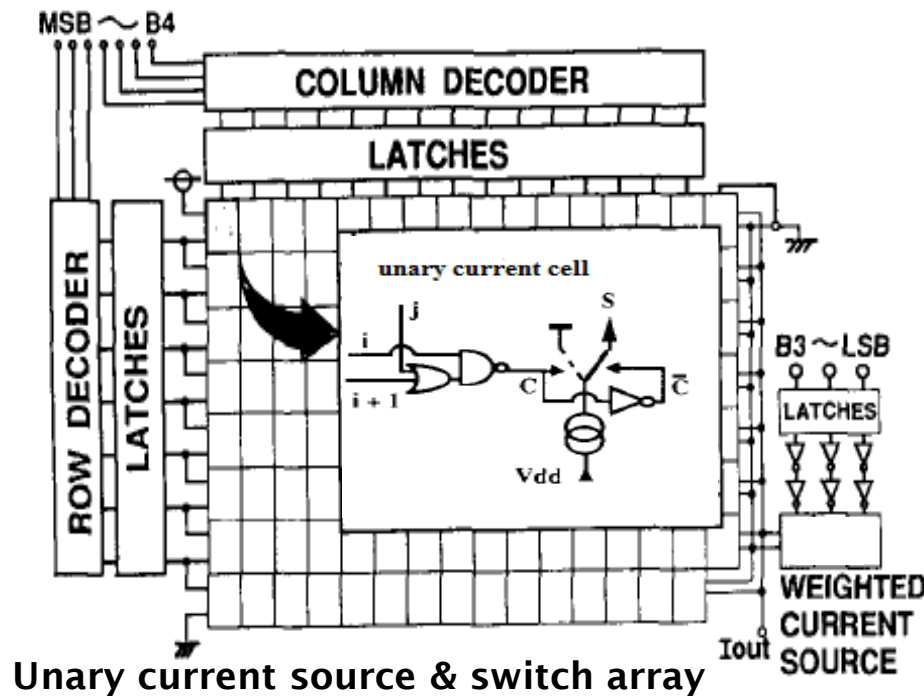 MSB ~ B4
COLUMN DECODER
LATCHES
ROW DECODER
LATCHES
unary current cell
S
j
i
i + 1
C
C̅
Vdd
B3 ~ LSB
LATCHES
WEIGHTED
CURRENT
SOURCE
Iout
Unary current source & switch array